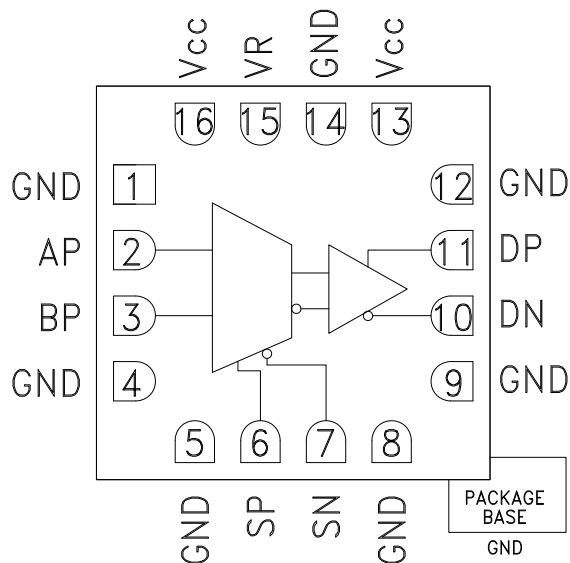 Vcc VR GND Vcc
16 15 14 13
GND 1 12 GND
AP 2 11 DP
BP 3 10 DN
GND 4 9 GND
5 6 7 8
GND SP SN GND
PACKAGE
BASE
GND